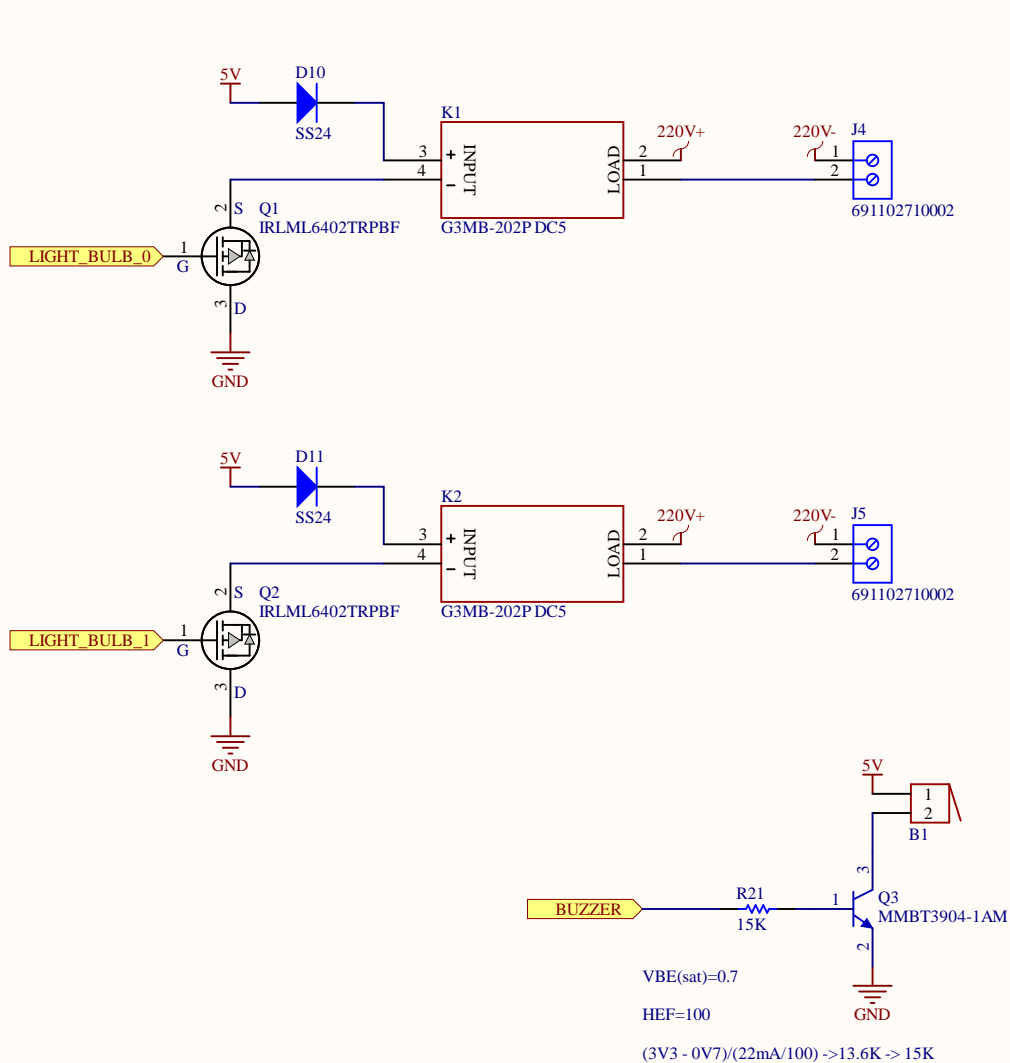 5V
D10
SS24
K1
3
4
+
-
INPUT
LOAD
2
1
G3MB-202P DC5
220V+
220V-
J4
1
2
691102710002
2
S
Q1
IRLML6402TRPBF
LIGHT_BULB_0
1
G
3
D
GND
5V
D11
SS24
K2
3
4
+
-
INPUT
LOAD
2
1
G3MB-202P DC5
220V+
220V-
J5
1
2
691102710002
2
S
Q2
IRLML6402TRPBF
LIGHT_BULB_1
1
G
3
D
GND
5V
1
2
B1
BUZZER
R21
15K
1
3
Q3
MMBT3904-1AM
2
GND
VBE(sat)=0.7
HEF=100
(3V3 - 0V7)/(22mA/100) ->13.6K -> 15K